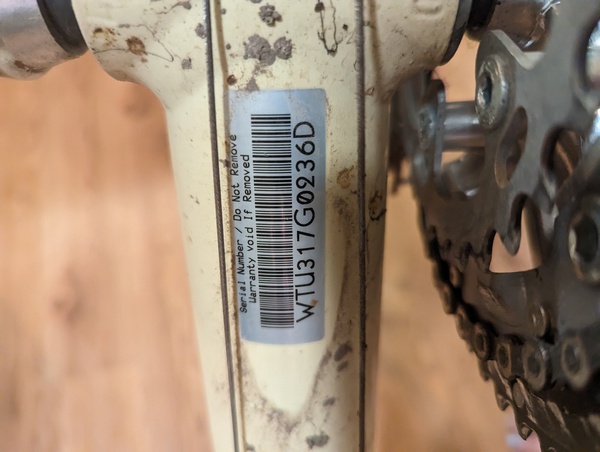 Serial Number / Do Not Remove
Warranty void If Removed
WTU317G0236D